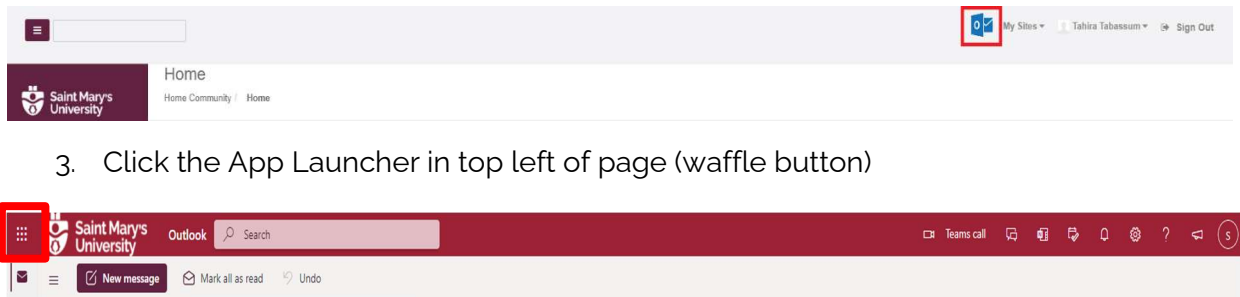 My Sites Tahira Tabassum Sign Out
Home
Saint Mary's
University
Home Community / Home
3. Click the App Launcher in top left of page (waffle button)
Saint Mary's
University
Outlook Search Teams call ? S
New message Mark all as read Undo